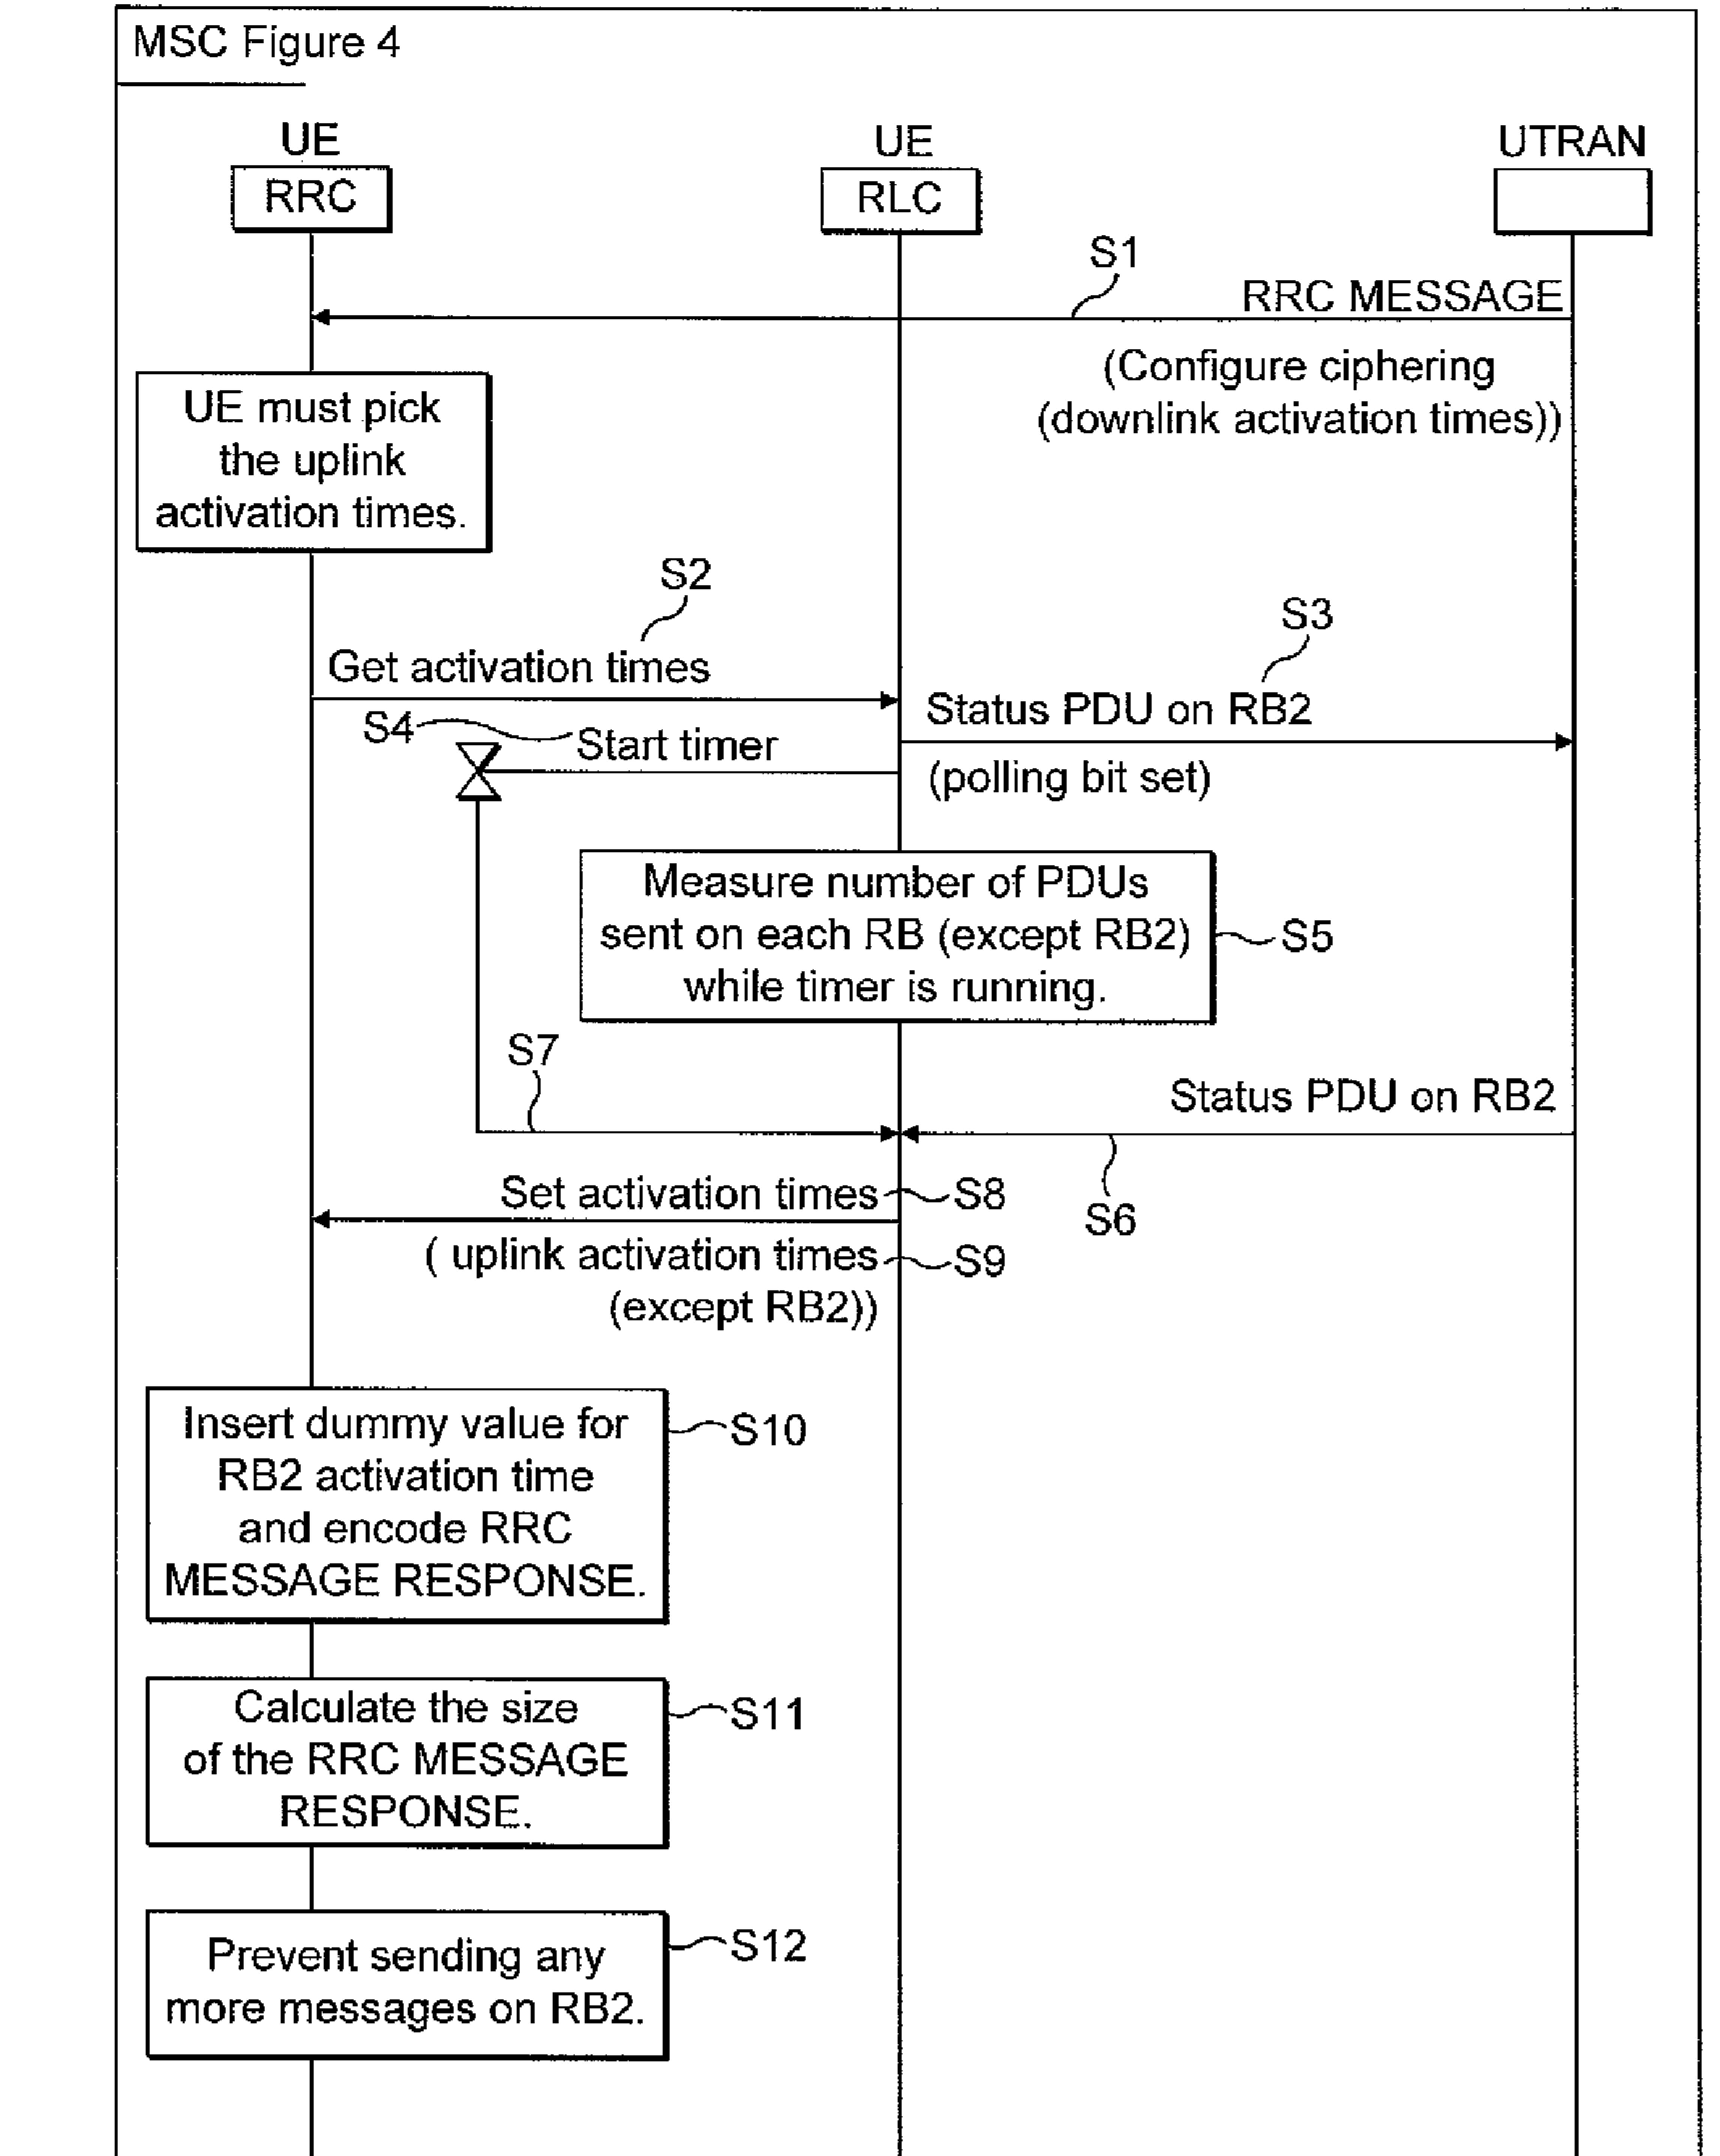 MSC Figure 4
UE
UE
UTRAN
RRC
RLC
S1
RRC MESSAGE
(Configure ciphering
(downlink activation times))
UE must pick
the uplink
activation times.
S2
S3
Get activation times
Status PDU on RB2
S4
Start timer
(polling bit set)
Measure number of PDUs
sent on each RB (except RB2)
while timer is running.
S5
S7
Status PDU on RB2
Set activation times
S8
S6
( uplink activation times
S9
(except RB2))
Insert dummy value for
RB2 activation time
and encode RRC
MESSAGE RESPONSE.
S10
Calculate the size
of the RRC MESSAGE
RESPONSE.
S11
Prevent sending any
more messages on RB2.
S12